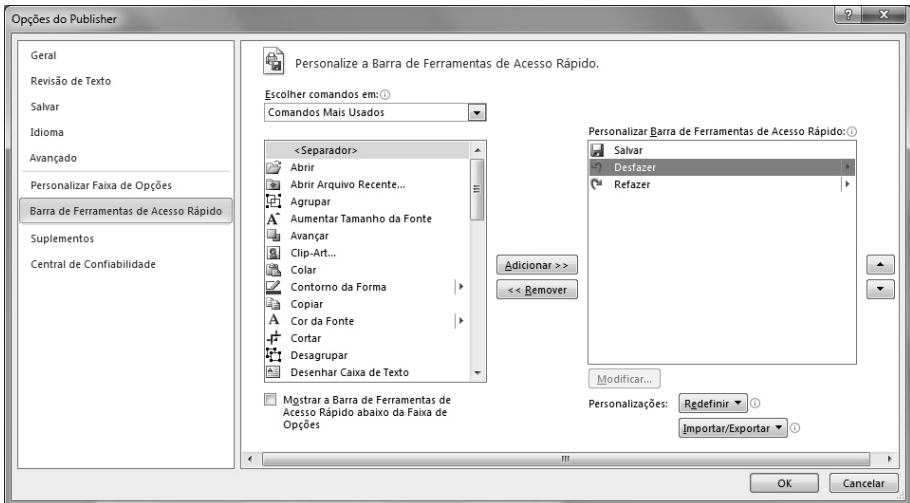 Opções do Publisher
Geral
Revisão de Texto
Salvar
Idioma
Avançado
Personalizar Faixa de Opções
Barra de Ferramentas de Acesso Rápido
Suplementos
Central de Confiabilidade
Personalize a Barra de Ferramentas de Acesso Rápido.
Escolher comandos em:
Comandos Mais Usados
<Separador>
Abrir
Abrir Arquivo Recente...
Agrupar
Aumentar Tamanho da Fonte
Avançar
Clip-Art...
Colar
Contorno da Forma
Copiar
Cor da Fonte
Cortar
Desagrupar
Desenhar Caixa de Texto
Mostrar a Barra de Ferramentas de
Acesso Rápido abaixo da Faixa de
Opções
Adicionar >>
<< Remover
Personalizar Barra de Ferramentas de Acesso Rápido:
Salvar
Desfazer
Refazer
Modificar...
Personalizações:
Redefinir
Importar/Exportar
OK
Cancelar